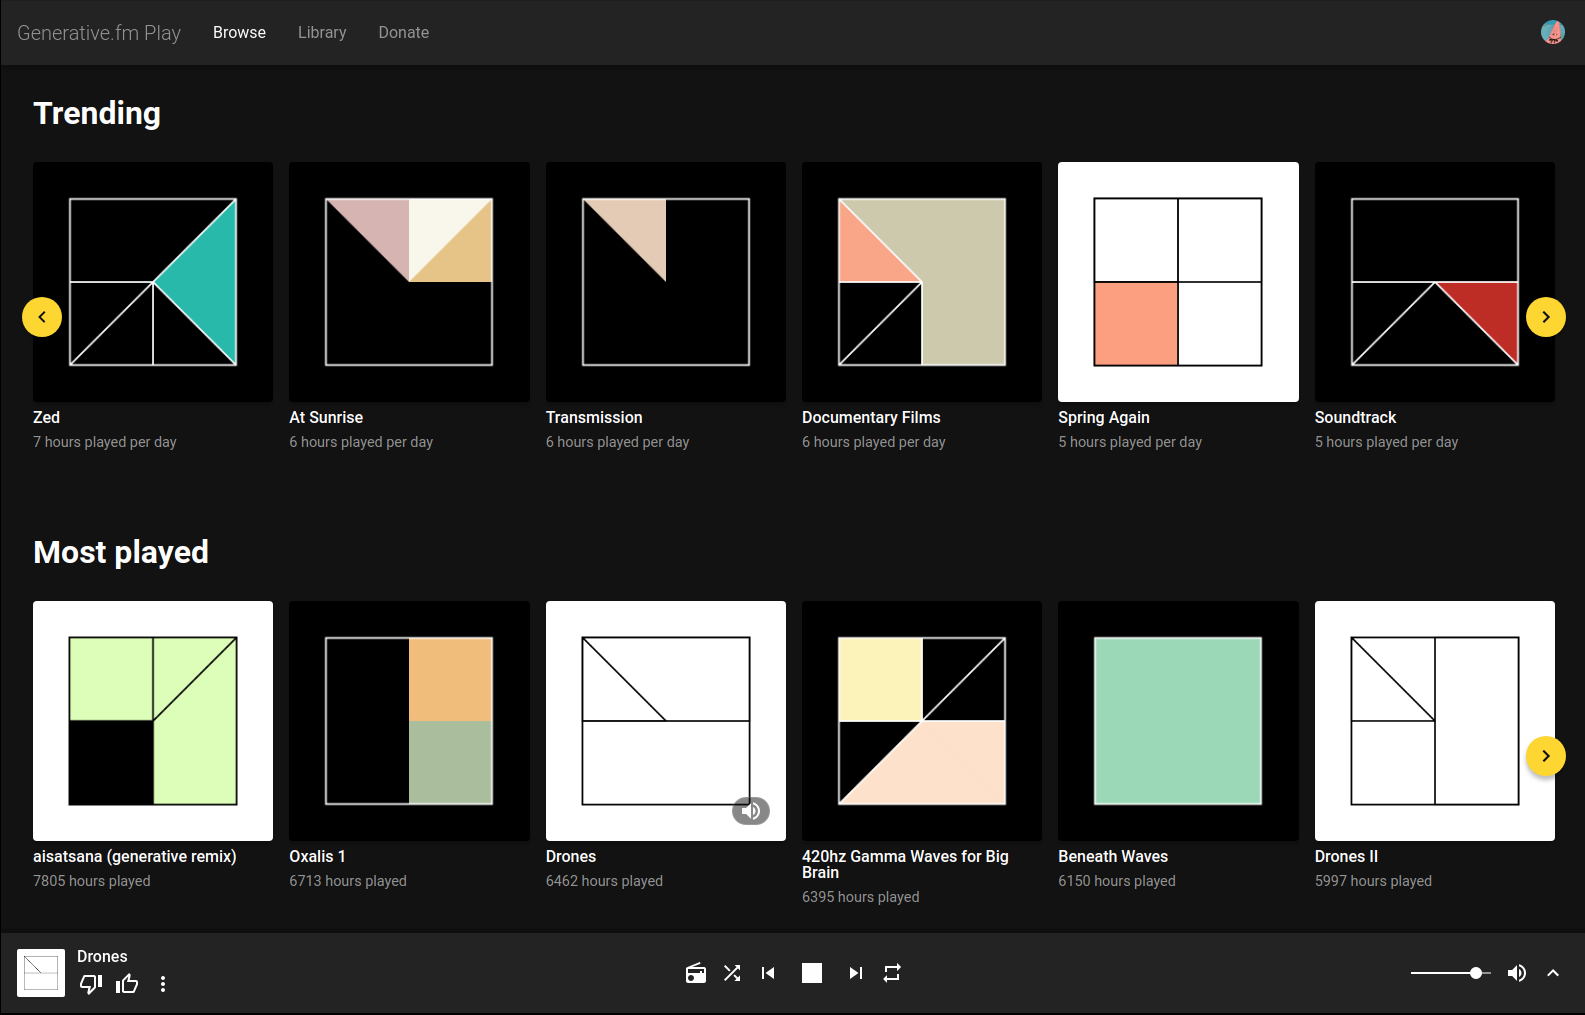 Generative.fm Play Browse Library Donate
Trending
Zed
7 hours played per day
At Sunrise
6 hours played per day
Transmission
6 hours played per day
Documentary Films
6 hours played per day
Spring Again
5 hours played per day
Soundtrack
5 hours played per day
Most played
aisatsana (generative remix)
7805 hours played
Oxalis 1
6713 hours played
Drones
6462 hours played
420hz Gamma Waves for Big
Brain
6395 hours played
Beneath Waves
6150 hours played
Drones II
5997 hours played
Drones